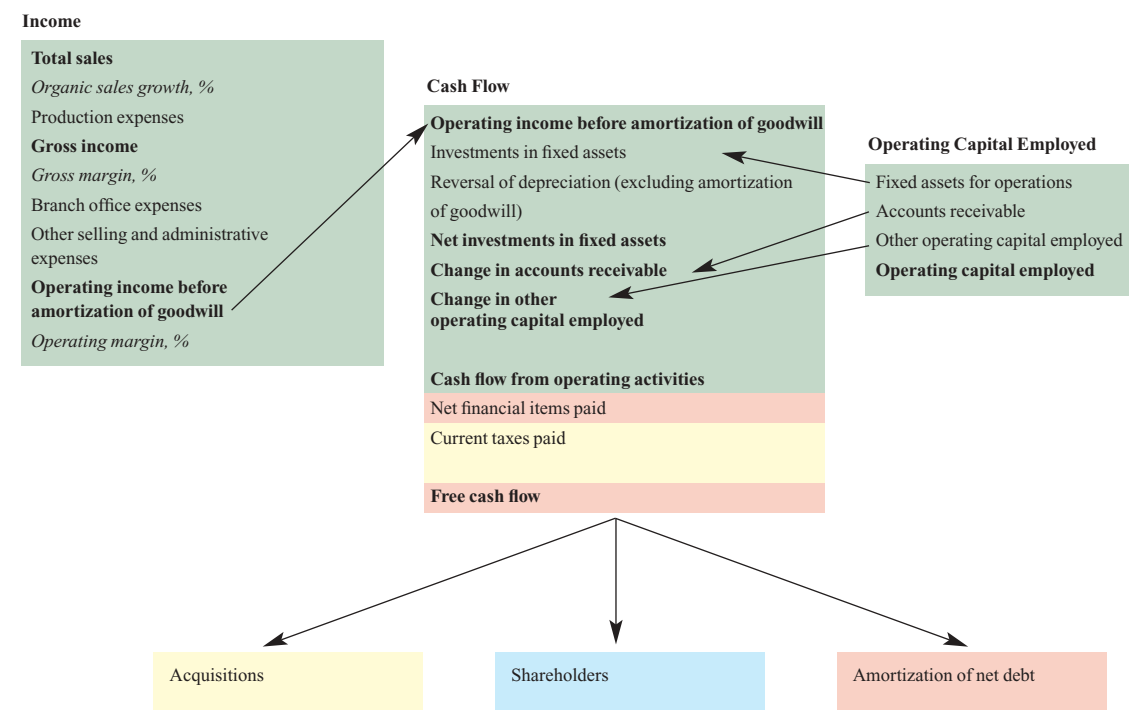 Income
Total sales
Organic sales growth, %
Production expenses
Gross income
Gross margin, %
Branch office expenses
Other selling and administrative
expenses
Operating income before
amortization of goodwill
Operating margin, %
Cash Flow
Operating income before amortization of goodwill
Investments in fixed assets
Reversal of depreciation (excluding amortization
of goodwill)
Net investments in fixed assets
Change in accounts receivable
Change in other
operating capital employed
Cash flow from operating activities
Net financial items paid
Current taxes paid
Free cash flow
Operating Capital Employed
Fixed assets for operations
Accounts receivable
Other operating capital employed
Operating capital employed
Acquisitions
Shareholders
Amortization of net debt